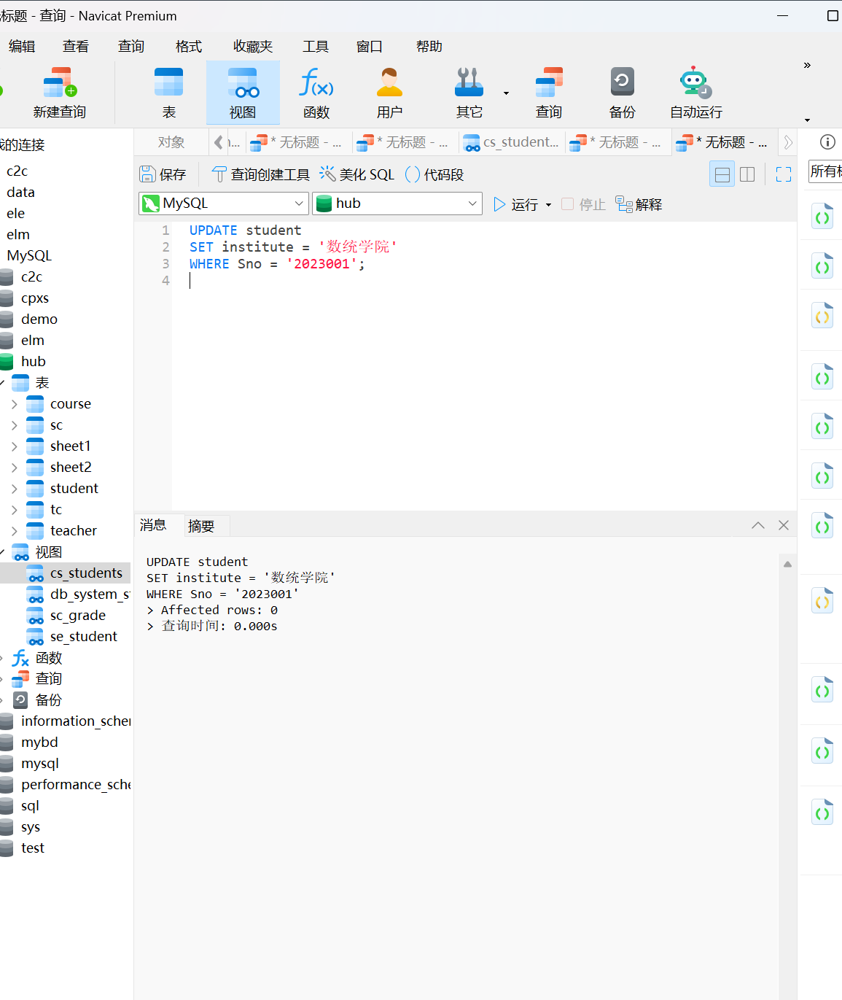 标题 - 查询 - Navicat Premium
编辑 查看 查询 格式 收藏夹 工具 窗口 帮助
新建查询 表 视图 函数 用户 其它 查询 备份 自动运行
的连接
c2c
data
ele
elm
MySQL
c2c
cpxs
demo
elm
hub
表
course
sc
sheet1
sheet2
student
tc
teacher
视图
cs_students
db_system_s
sc_grade
se_student
函数
查询
备份
information_scher
mybd
mysql
performance_sche
sql
sys
test
对象 ... * 无标题 - ... * 无标题 - ... cs_student... * 无标题 - ... * 无标题 - ...
保存 查询创建工具 美化 SQL () 代码段
MySQL hub 运行 停止 解释
1 UPDATE student
2 SET institute = '数统学院'
3 WHERE Sno = '2023001';
4
消息 摘要
UPDATE student
SET institute = '数统学院'
WHERE Sno = '2023001'
> Affected rows: 0
> 查询时间: 0.000s
所有